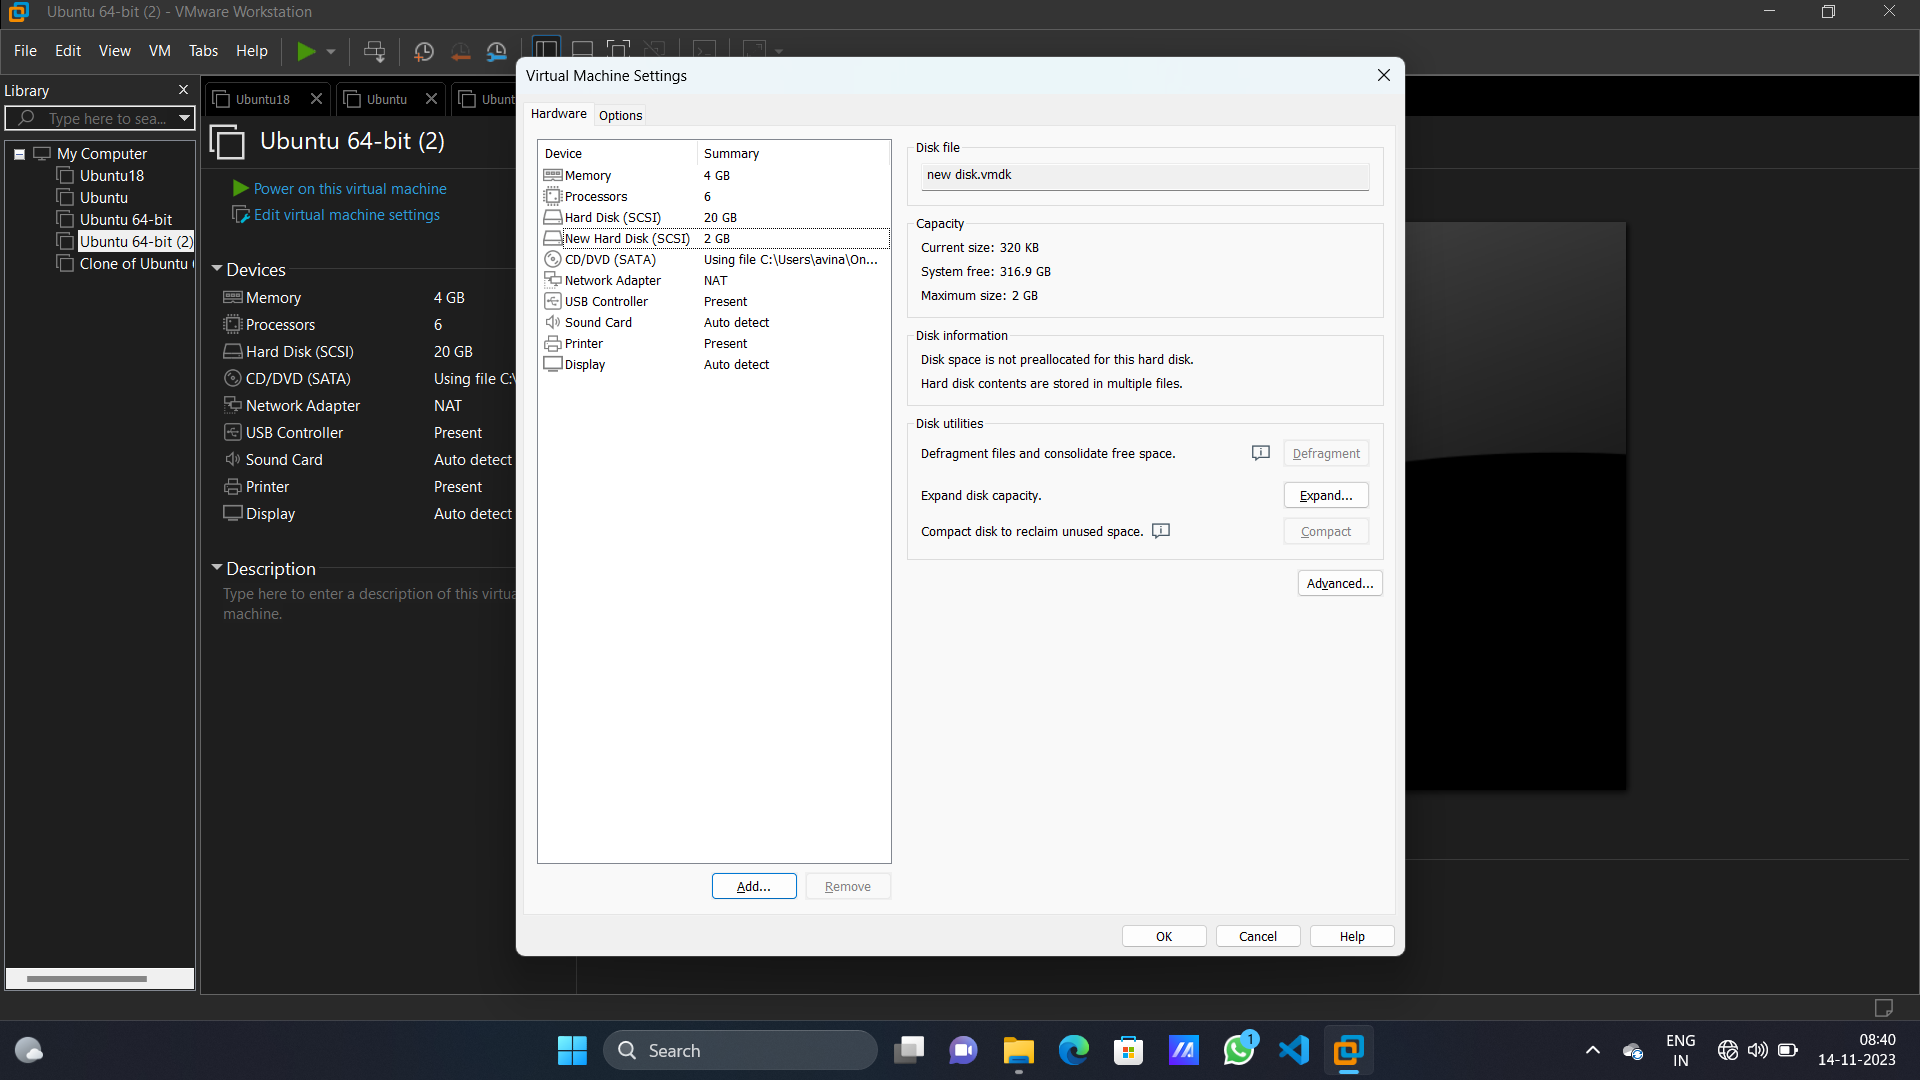 Ubuntu 64-bit (2) - VMware Workstation
File Edit View VM Tabs Help
Library
Type here to sea...
My Computer
Ubuntu18
Ubuntu
Ubuntu 64-bit
Ubuntu 64-bit (2)
Clone of Ubuntu
Ubuntu18
Ubuntu
Ubunt
Ubuntu 64-bit (2)
Power on this virtual machine
Edit virtual machine settings
Devices
Memory 4 GB
Processors 6
Hard Disk (SCSI) 20 GB
CD/DVD (SATA) Using file C:\
Network Adapter NAT
USB Controller Present
Sound Card Auto detect
Printer Present
Display Auto detect
Description
Type here to enter a description of this virtua
machine.
Virtual Machine Settings
Hardware Options
Device Summary
Memory 4 GB
Processors 6
Hard Disk (SCSI) 20 GB
New Hard Disk (SCSI) 2 GB
CD/DVD (SATA) Using file C:\Users\avina\On...
Network Adapter NAT
USB Controller Present
Sound Card Auto detect
Printer Present
Display Auto detect
Add... Remove
Disk file
new disk.vmdk
Capacity
Current size: 320 KB
System free: 316.9 GB
Maximum size: 2 GB
Disk information
Disk space is not preallocated for this hard disk.
Hard disk contents are stored in multiple files.
Disk utilities
Defragment files and consolidate free space. Defragment
Expand disk capacity. Expand...
Compact disk to reclaim unused space. Compact
Advanced...
OK Cancel Help
Search
1
ENG
IN
08:40
14-11-2023